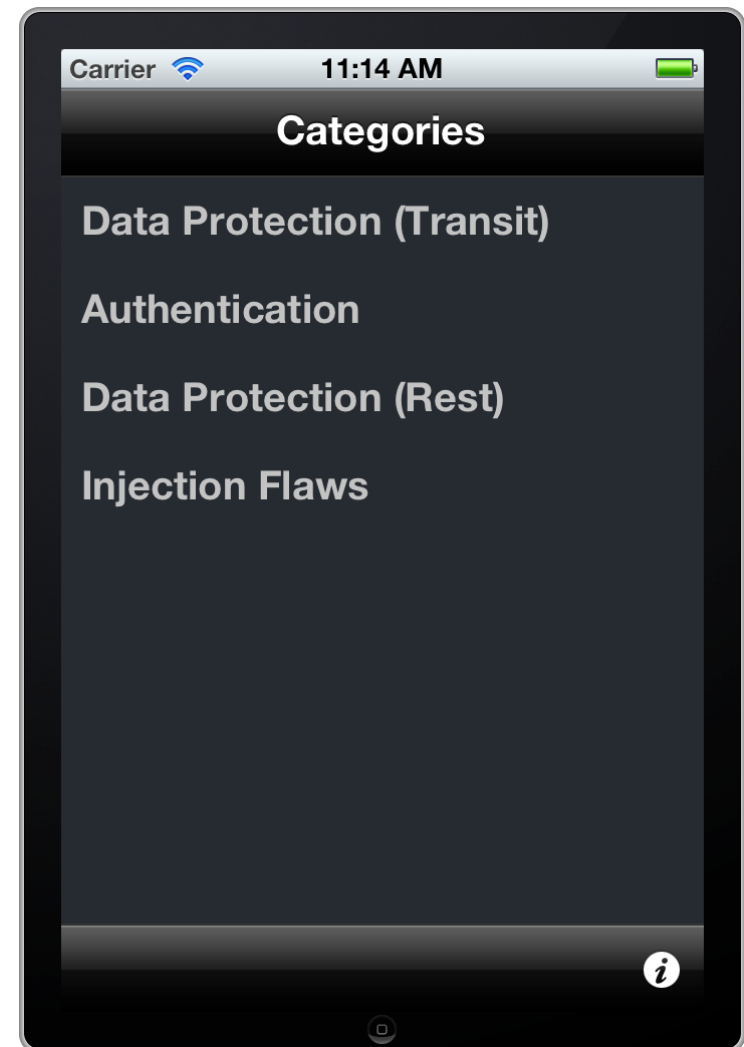 Carrier 11:14 AM
Categories
Data Protection (Transit)
Authentication
Data Protection (Rest)
Injection Flaws
i